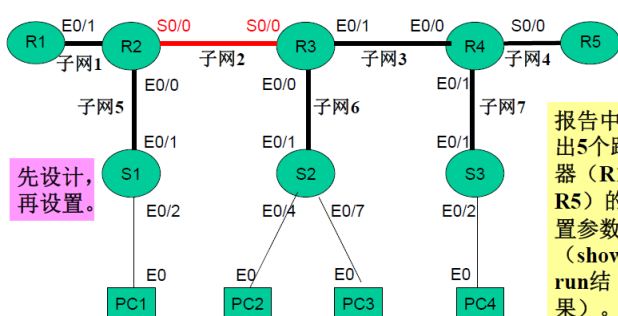 E0/1
S0/0
S0/0
E0/1
E0/0
S0/0
R1
R2
R3
R4
R5
子网1
子网2
子网3
子网4
E0/0
E0/0
E0/1
子网5
子网6
子网7
E0/1
E0/1
E0/1
先设计，
再设置。
S1
S2
S3
E0/2
E0/4
E0/7
E0/2
E0
E0
E0
E0
PC1
PC2
PC3
PC4
报告中
出5个路
器（R
R5）的
置参数
（show
run结
果）。